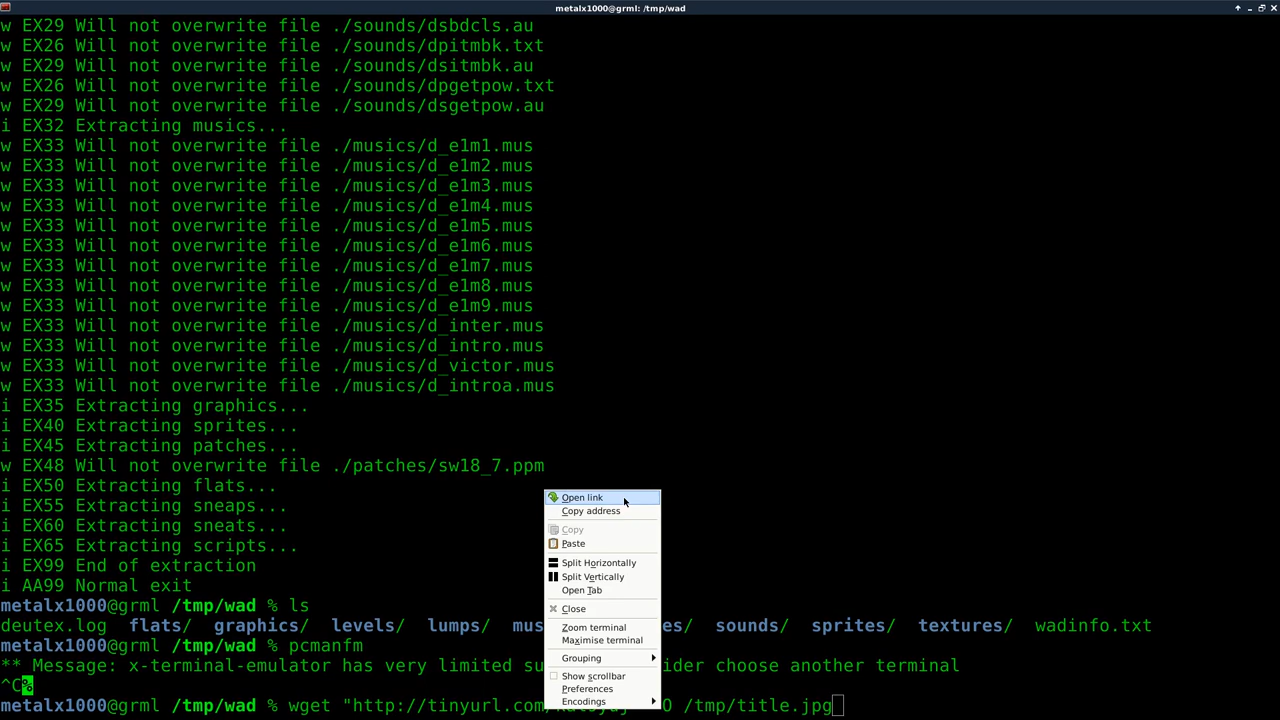 metalx1000@grml: /tmp/wad
w EX29 Will not overwrite file ./sounds/dsbdcls.au
w EX26 Will not overwrite file ./sounds/dpitmbk.txt
w EX29 Will not overwrite file ./sounds/dsitmbk.au
w EX26 Will not overwrite file ./sounds/dpgetpow.txt
w EX29 Will not overwrite file ./sounds/dsgetpow.au
i EX32 Extracting musics...
w EX33 Will not overwrite file ./musics/d_e1m1.mus
w EX33 Will not overwrite file ./musics/d_e1m2.mus
w EX33 Will not overwrite file ./musics/d_e1m3.mus
w EX33 Will not overwrite file ./musics/d_e1m4.mus
w EX33 Will not overwrite file ./musics/d_e1m5.mus
w EX33 Will not overwrite file ./musics/d_e1m6.mus
w EX33 Will not overwrite file ./musics/d_e1m7.mus
w EX33 Will not overwrite file ./musics/d_e1m8.mus
w EX33 Will not overwrite file ./musics/d_e1m9.mus
w EX33 Will not overwrite file ./musics/d_inter.mus
w EX33 Will not overwrite file ./musics/d_intro.mus
w EX33 Will not overwrite file ./musics/d_victor.mus
w EX33 Will not overwrite file ./musics/d_introa.mus
i EX35 Extracting graphics...
i EX40 Extracting sprites...
i EX45 Extracting patches...
w EX48 Will not overwrite file ./patches/sw18_7.ppm
i EX50 Extracting flats...
i EX55 Extracting sneaps...
i EX60 Extracting sneats...
i EX65 Extracting scripts...
i EX99 End of extraction
i AA99 Normal exit
metalx1000@grml /tmp/wad % ls
deutex.log flats/ graphics/ levels/ lumps/ mus es/ sounds/ sprites/ textures/ wadinfo.txt
metalx1000@grml /tmp/wad % pcmanfm
** Message: x-terminal-emulator has very limited su ider choose another terminal
^C%
metalx1000@grml /tmp/wad % wget "http://tinyurl.com O /tmp/title.jpg
Open link
Copy address
Copy
Paste
Split Horizontally
Split Vertically
Open Tab
Close
Zoom terminal
Maximise terminal
Grouping
Show scrollbar
Preferences
Encodings